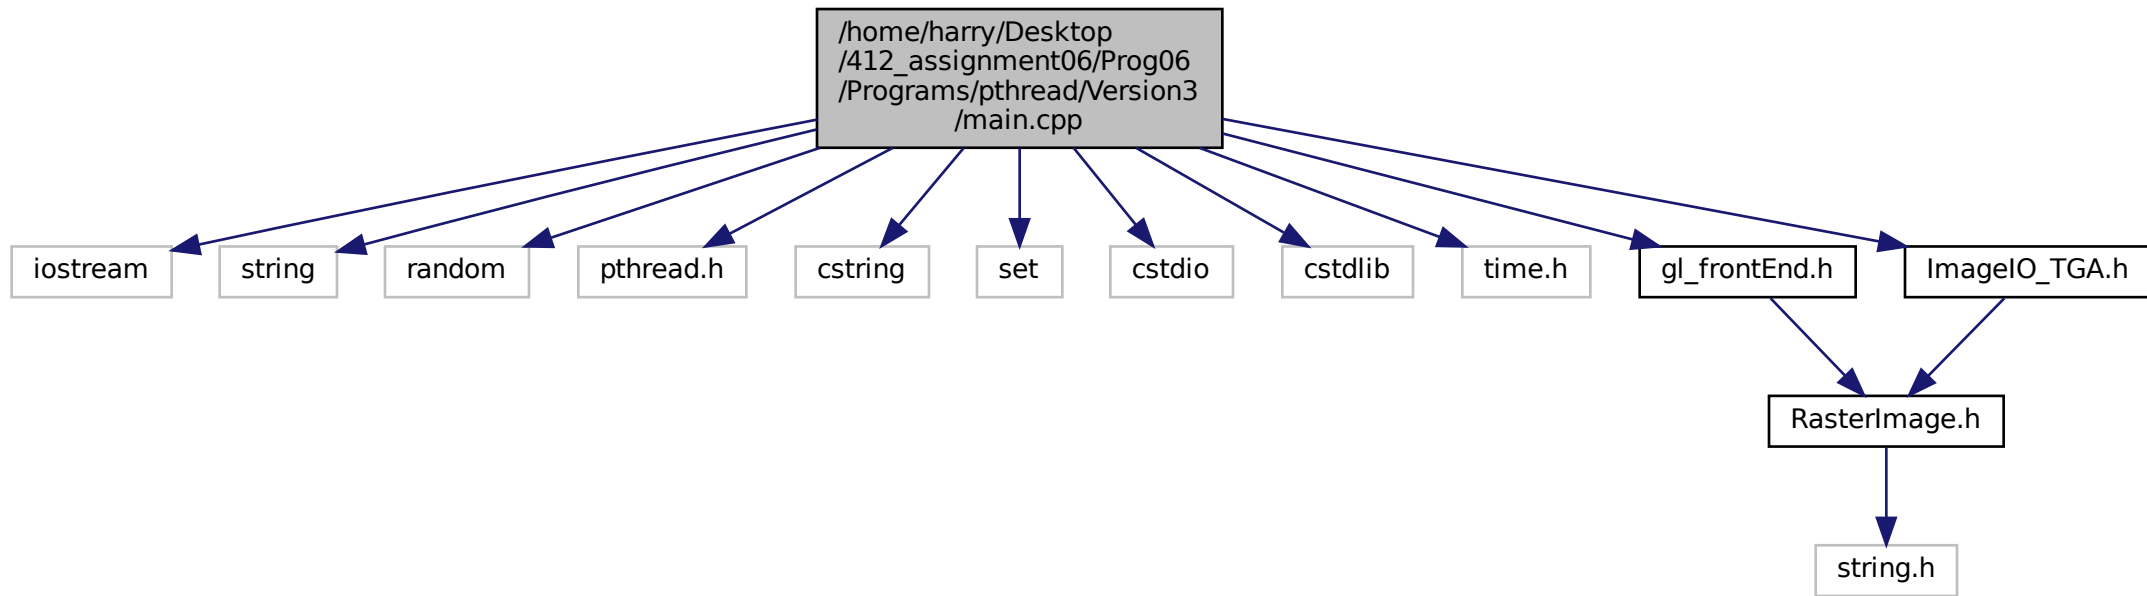 /home/harry/Desktop
/412_assignment06/Prog06
/Programs/pthread/Version3
/main.cpp
iostream
string
random
pthread.h
cstring
set
cstdio
cstdlib
time.h
gl_frontEnd.h
ImageIO_TGA.h
RasterImage.h
string.h